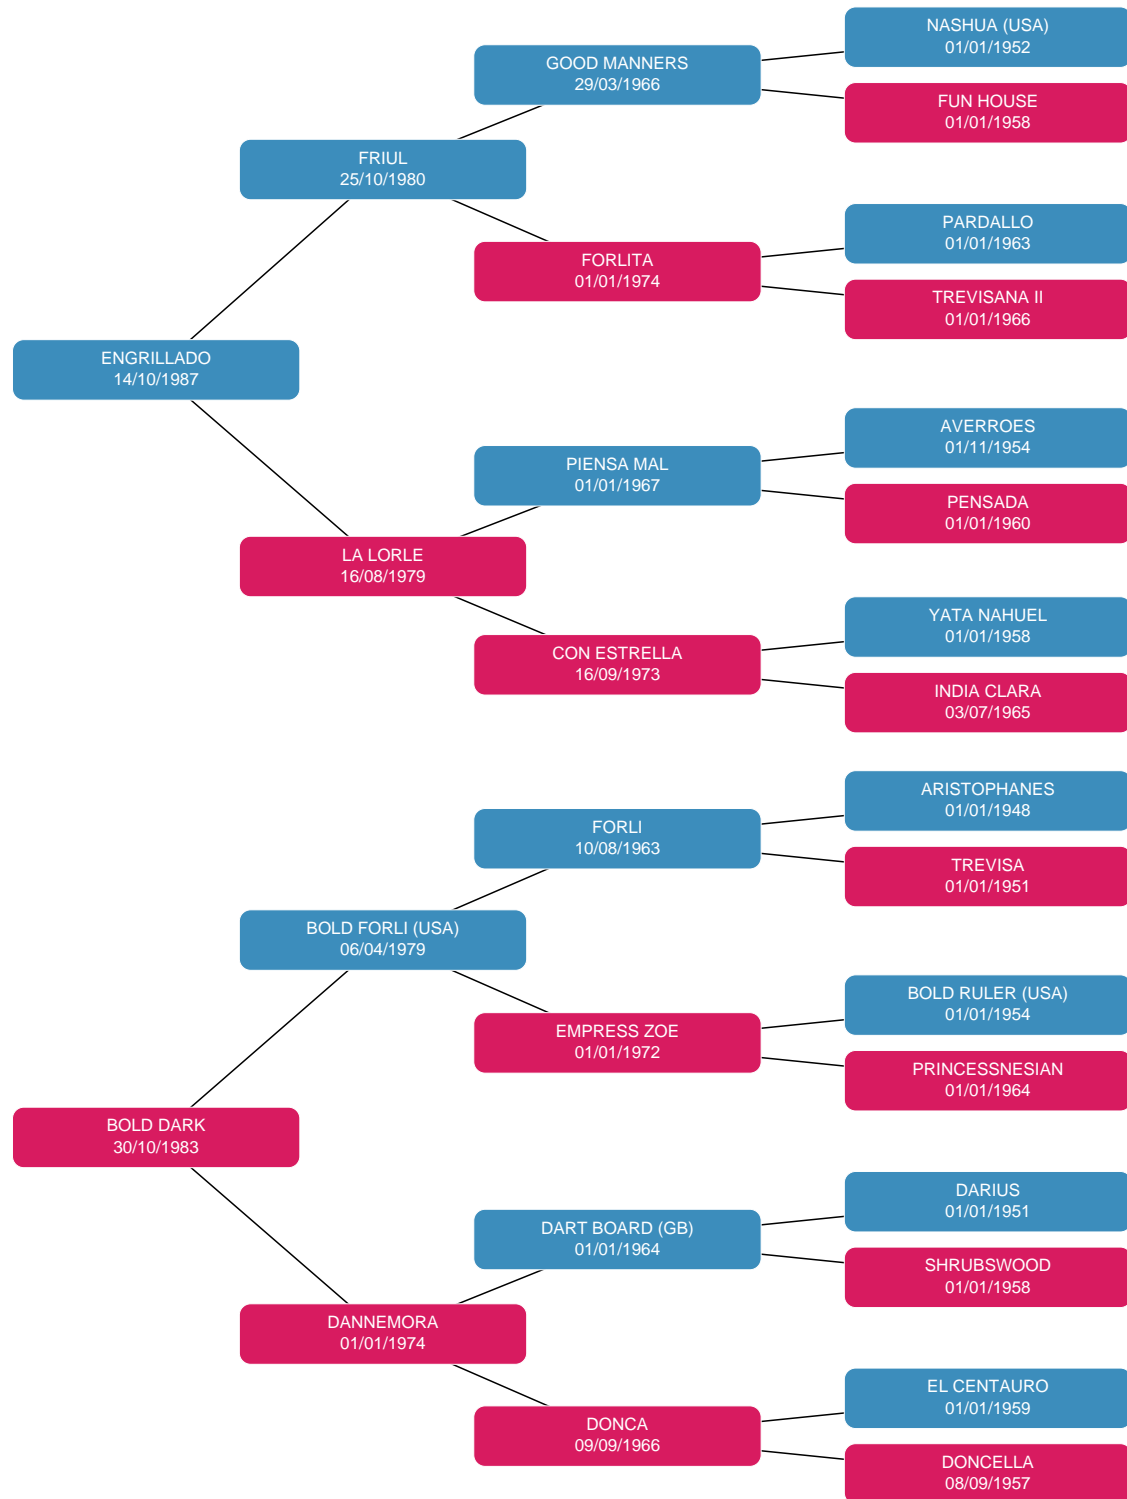 NASHUA (USA)
01/01/1952
GOOD MANNERS
29/03/1966
FUN HOUSE
01/01/1958
FRIUL
25/10/1980
PARDALLO
01/01/1963
FORLITA
01/01/1974
TREVISANA II
01/01/1966
ENGRILLADO
14/10/1987
AVERROES
01/11/1954
PIENSA MAL
01/01/1967
PENSADA
01/01/1960
LA LORLE
16/08/1979
YATA NAHUEL
01/01/1958
CON ESTRELLA
16/09/1973
INDIA CLARA
03/07/1965
ARISTOPHANES
01/01/1948
FORLI
10/08/1963
TREVISA
01/01/1951
BOLD FORLI (USA)
06/04/1979
BOLD RULER (USA)
01/01/1954
EMPRESS ZOE
01/01/1972
PRINCESSNESIAN
01/01/1964
BOLD DARK
30/10/1983
DARIUS
01/01/1951
DART BOARD (GB)
01/01/1964
SHRUBSWOOD
01/01/1958
DANNEMORA
01/01/1974
EL CENTAURO
01/01/1959
DONCA
09/09/1966
DONCELLA
08/09/1957